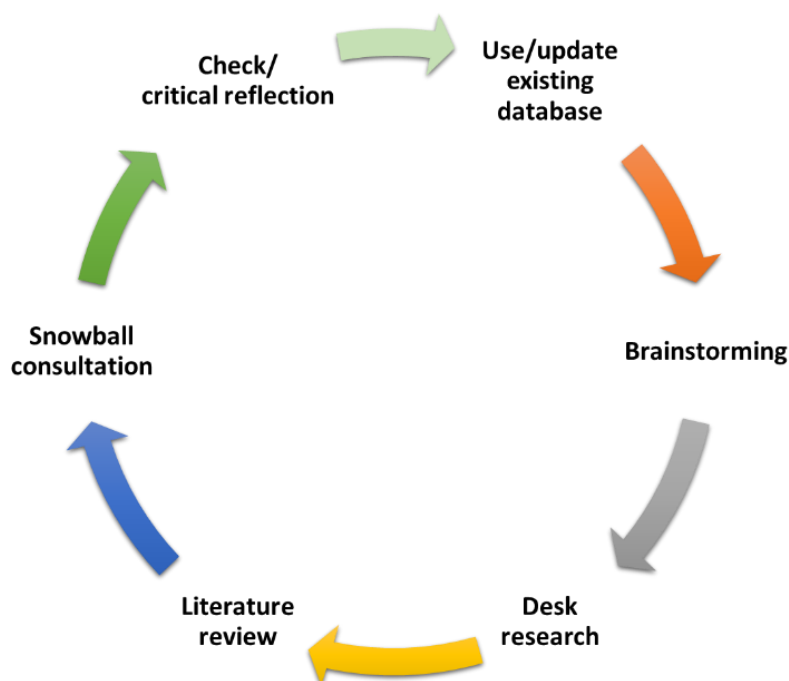 Check/
critical reflection
Use/update
existing
database
Brainstorming
Desk
research
Literature
review
Snowball
consultation